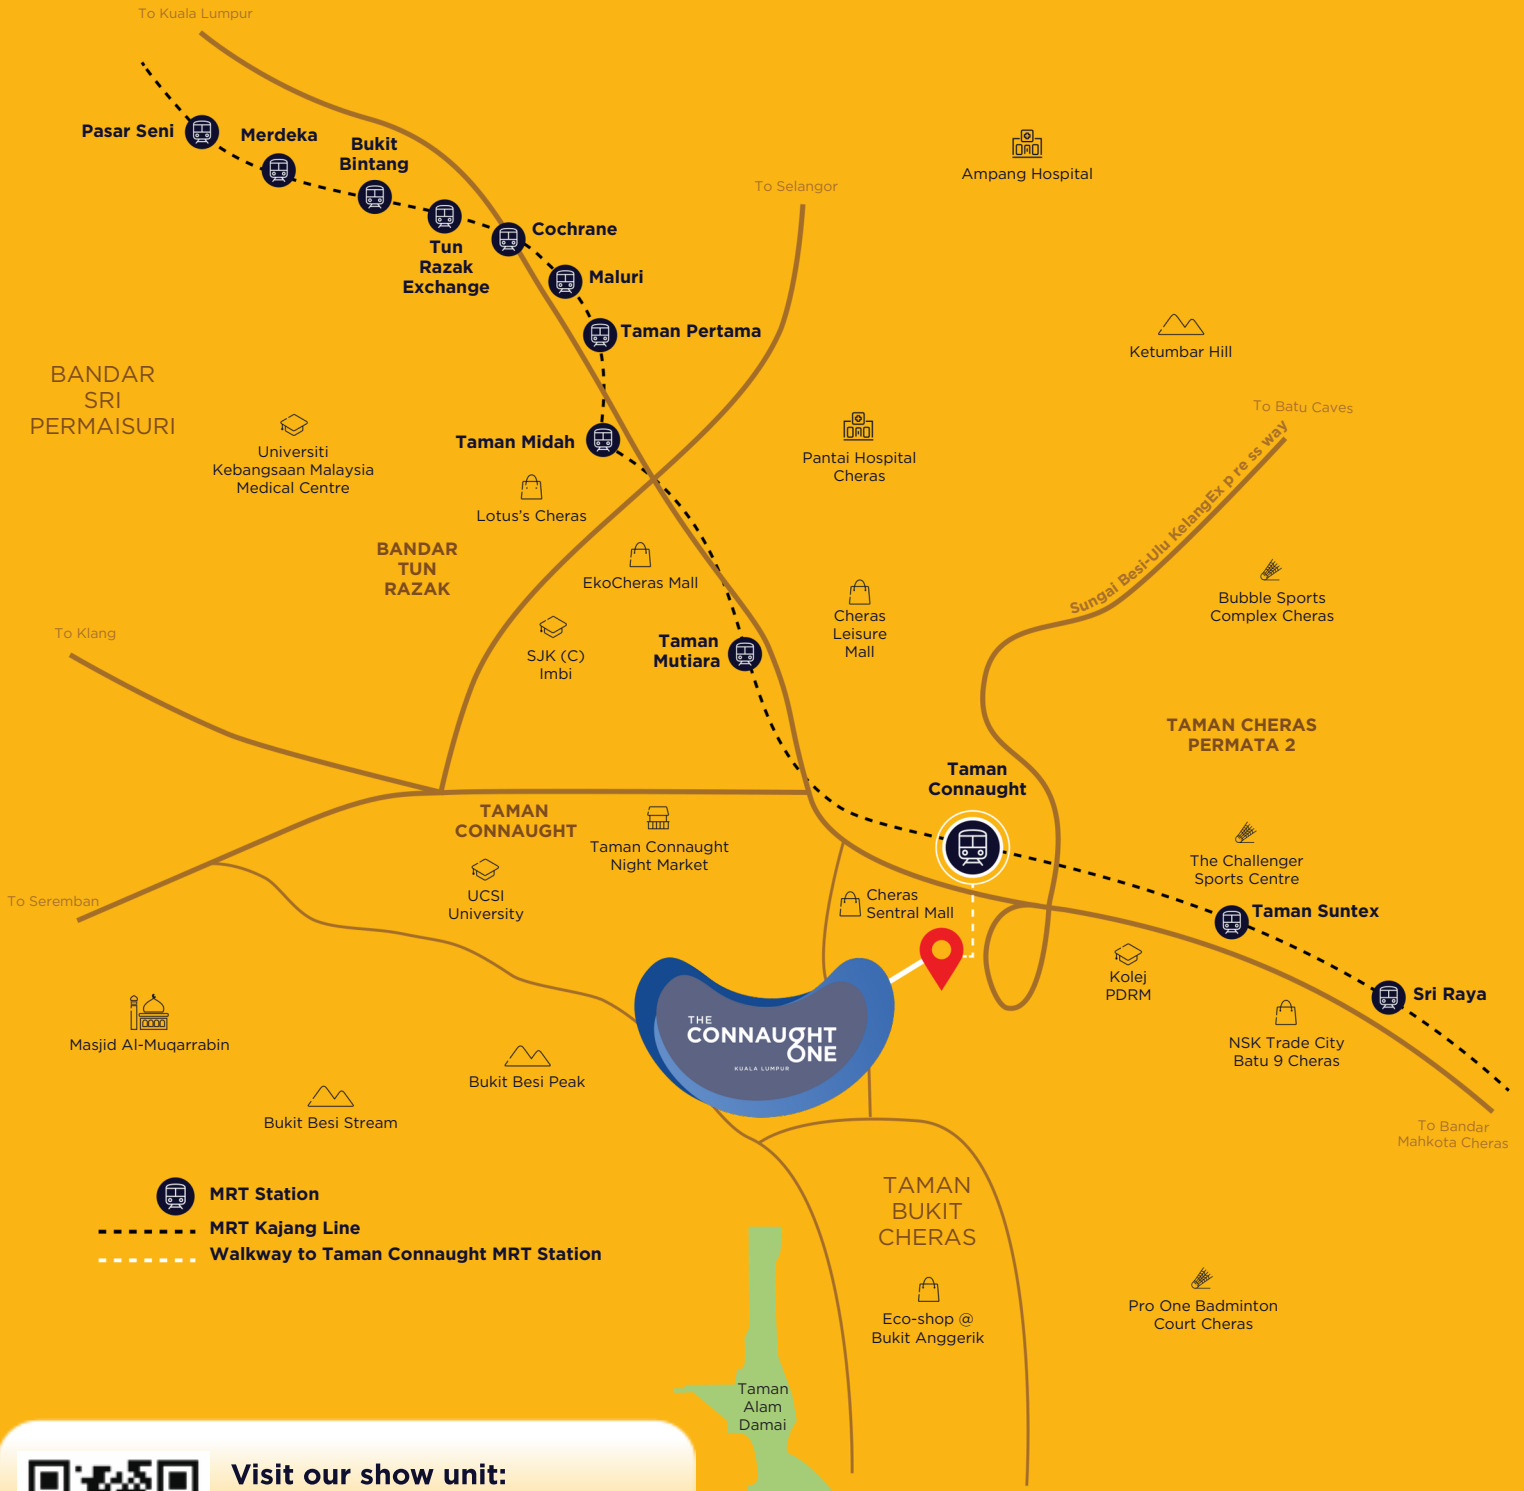 To Kuala Lumpur
Pasar Seni
Merdeka
Bukit
Bintang
Tun
Razak
Exchange
Cochrane
Maluri
Taman Pertama
Taman Midah
To Selangor
Ampang Hospital
Ketumbar Hill
BANDAR
SRI
PERMAISURI
Universiti
Kebangsaan Malaysia
Medical Centre
Lotus's Cheras
Pantai Hospital
Cheras
To Batu Caves
Sungai Besi-Ulu KelangEx p re ss way
BANDAR
TUN
RAZAK
EkoCheras Mall
Cheras
Leisure
Mall
Bubble Sports
Complex Cheras
To Klang
SJK (C)
Imbi
Taman
Mutiara
TAMAN CHERAS
PERMATA 2
Taman
Connaught
TAMAN
CONNAUGHT
Taman Connaught
Night Market
The Challenger
Sports Centre
UCSI
University
Cheras
Sentral Mall
To Seremban
Taman Suntex
Kolej
PDRM
Sri Raya
Masjid Al-Muqarrabin
THE
CONNAUGHT
ONE
KUALA LUMPUR
NSK Trade City
Batu 9 Cheras
Bukit Besi Peak
Bukit Besi Stream
To Bandar
Mahkota Cheras
MRT Station
MRT Kajang Line
Walkway to Taman Connaught MRT Station
TAMAN
BUKIT
CHERAS
Eco-shop @
Bukit Anggerik
Pro One Badminton
Court Cheras
Taman
Alam
Damai
Visit our show unit: